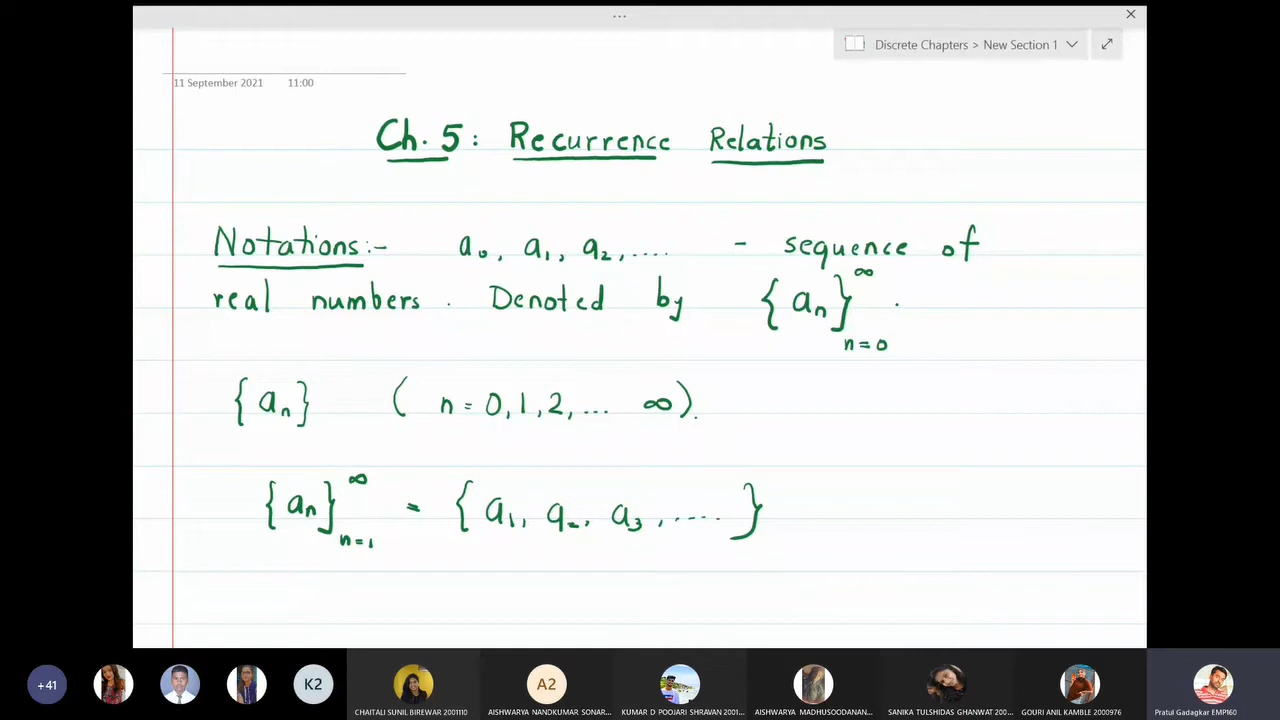 Discrete Chapters > New Section 1
11 September 2021 11:00
Ch. 5: Recurrence Relations
Notations:- a₀, a₁, a₂, .... - sequence of
real numbers. Denoted by {aₙ}^∞_{n=0}.
{aₙ} ( n = 0, 1, 2, ... ∞).
{aₙ}^∞_{n=1} = {a₁, a₂, a₃, ..... }
+41 K2 A2
CHAITALI SUNIL BIREWAR 2001110 AISHWARYA NANDKUMAR SONAR... KUMAR D POOJARI SHRAVAN 2001... AISHWARYA MADHUSOODANAN... SANIKA TULSHIDAS GHANWAT 200... GOURI ANIL KAMBLE 2000976 Pratul Gadagkar EMP160